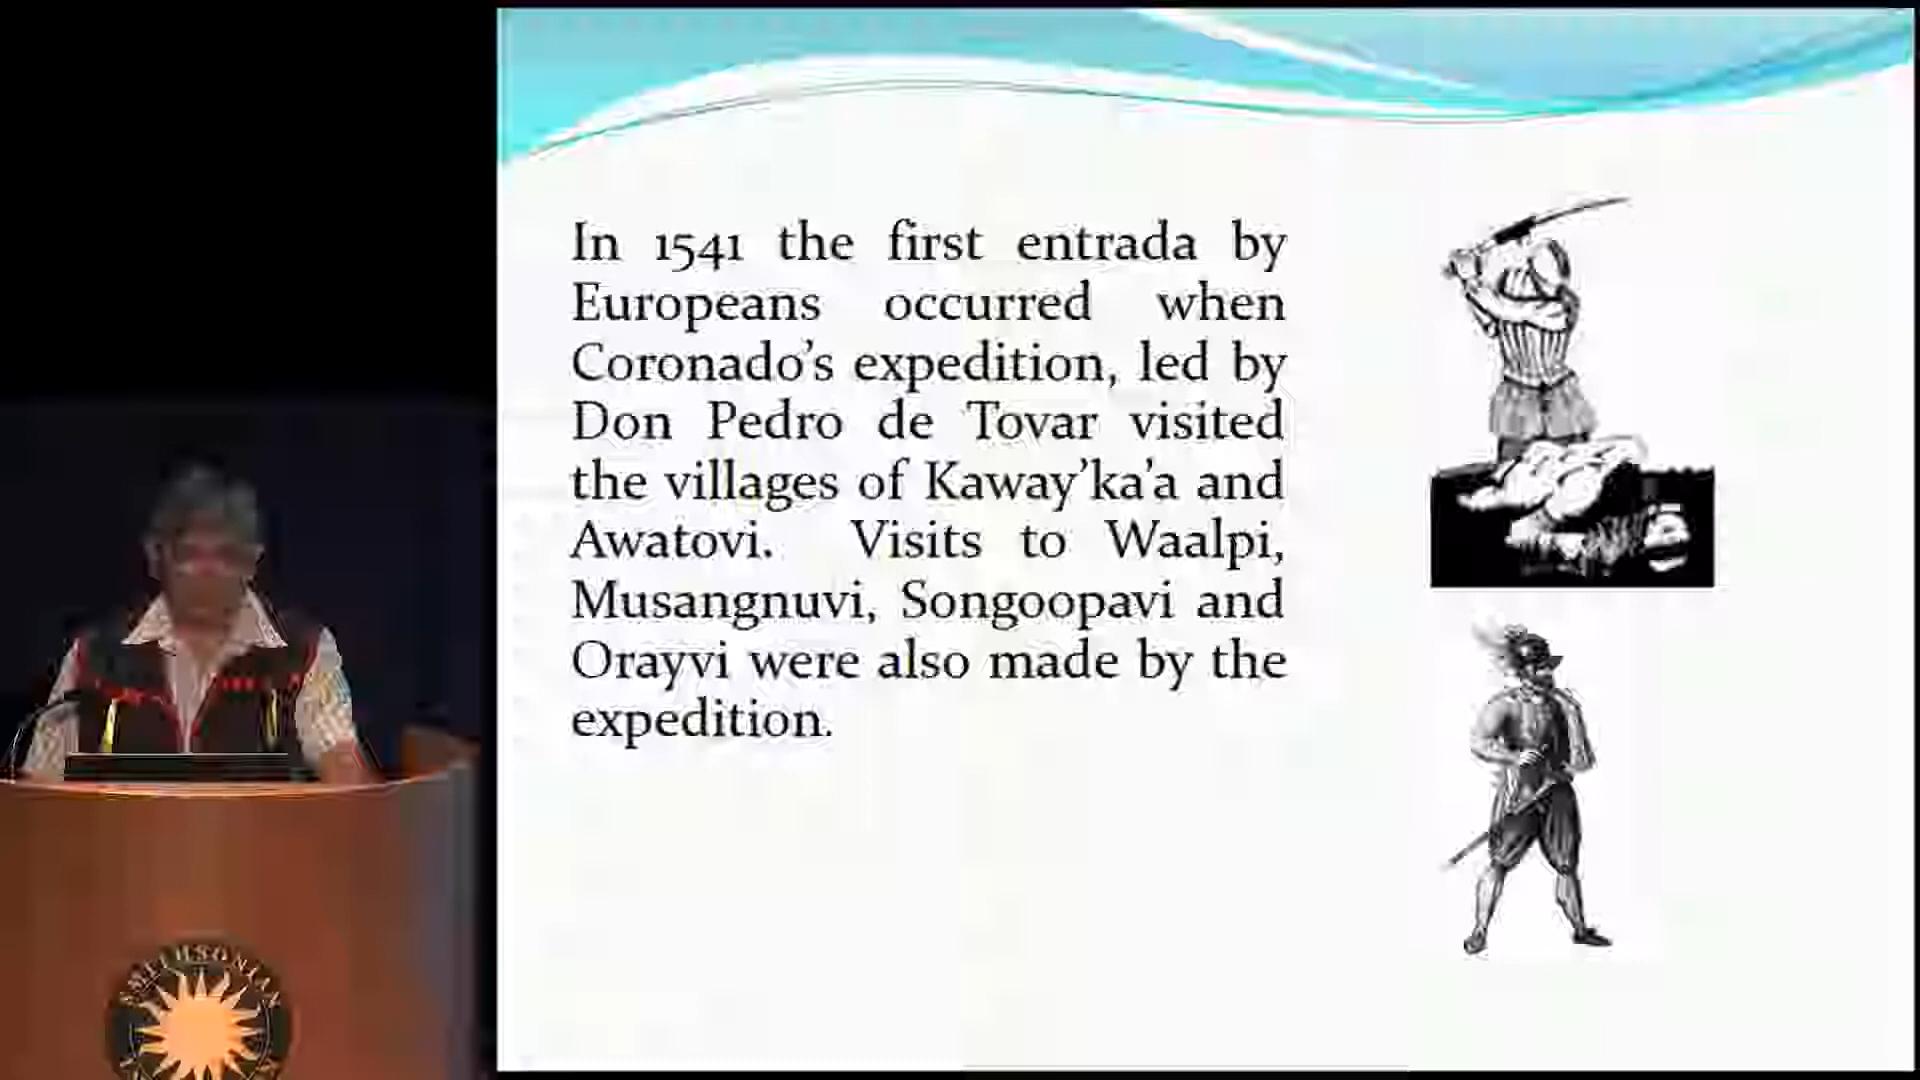 In 1541 the first entrada by
Europeans occurred when
Coronado's expedition, led by
Don Pedro de Tovar visited
the villages of Kaway'ka'a and
Awatovi. Visits to Waalpi,
Musangnuvi, Songoopavi and
Orayvi were also made by the
expedition.
SMITHSONIAN